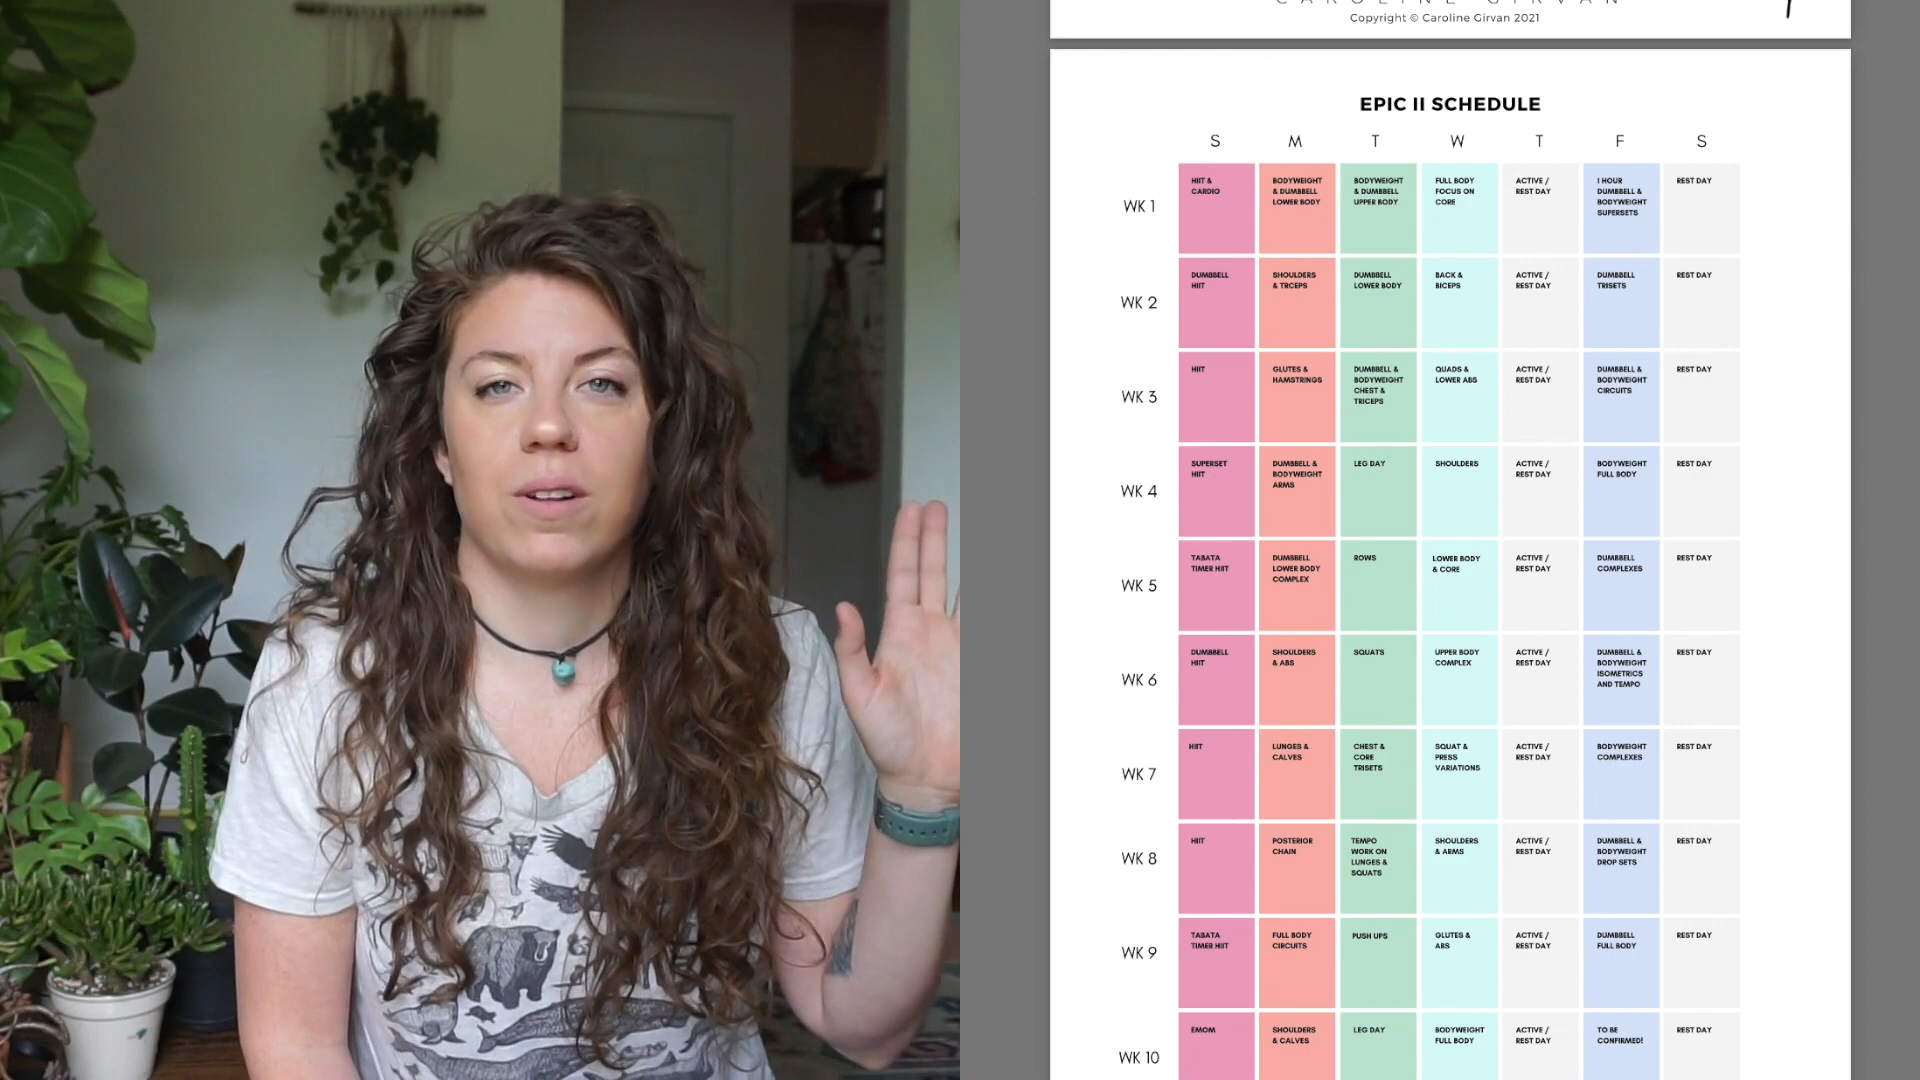 CAROLINE GIRVAN
Copyright © Caroline Girvan 2021
EPIC II SCHEDULE
S M T W T F S
WK 1
HIIT &
CARDIO
BODYWEIGHT
& DUMBBELL
LOWER BODY
BODYWEIGHT
& DUMBBELL
UPPER BODY
FULL BODY
FOCUS ON
CORE
ACTIVE /
REST DAY
1 HOUR
DUMBBELL &
BODYWEIGHT
SUPERSETS
REST DAY
WK 2
DUMBBELL
HIIT
SHOULDERS
& TRCEPS
DUMBBELL
LOWER BODY
BACK &
BICEPS
ACTIVE /
REST DAY
DUMBBELL
TRISETS
REST DAY
WK 3
HIIT
GLUTES &
HAMSTRINGS
DUMBBELL &
BODYWEIGHT
CHEST &
TRICEPS
QUADS &
LOWER ABS
ACTIVE /
REST DAY
DUMBBELL &
BODYWEIGHT
CIRCUITS
REST DAY
WK 4
SUPERSET
HIIT
DUMBBELL &
BODYWEIGHT
ARMS
LEG DAY
SHOULDERS
ACTIVE /
REST DAY
BODYWEIGHT
FULL BODY
REST DAY
WK 5
TABATA
TIMER HIIT
DUMBBELL
LOWER BODY
COMPLEX
ROWS
LOWER BODY
& CORE
ACTIVE /
REST DAY
DUMBBELL
COMPLEXES
REST DAY
WK 6
DUMBBELL
HIIT
SHOULDERS
& ABS
SQUATS
UPPER BODY
COMPLEX
ACTIVE /
REST DAY
DUMBBELL &
BODYWEIGHT
ISOMETRICS
AND TEMPO
REST DAY
WK 7
HIIT
LUNGES &
CALVES
CHEST &
CORE
TRISETS
SQUAT &
PRESS
VARIATIONS
ACTIVE /
REST DAY
BODYWEIGHT
COMPLEXES
REST DAY
WK 8
HIIT
POSTERIOR
CHAIN
TEMPO
WORK ON
LUNGES &
SQUATS
SHOULDERS
& ARMS
ACTIVE /
REST DAY
DUMBBELL &
BODYWEIGHT
DROP SETS
REST DAY
WK 9
TABATA
TIMER HIIT
FULL BODY
CIRCUITS
PUSH UPS
GLUTES &
ABS
ACTIVE /
REST DAY
DUMBBELL
FULL BODY
REST DAY
WK 10
EMOM
SHOULDERS
& CALVES
LEG DAY
BODYWEIGHT
FULL BODY
ACTIVE /
REST DAY
TO BE
CONFIRMED!
REST DAY